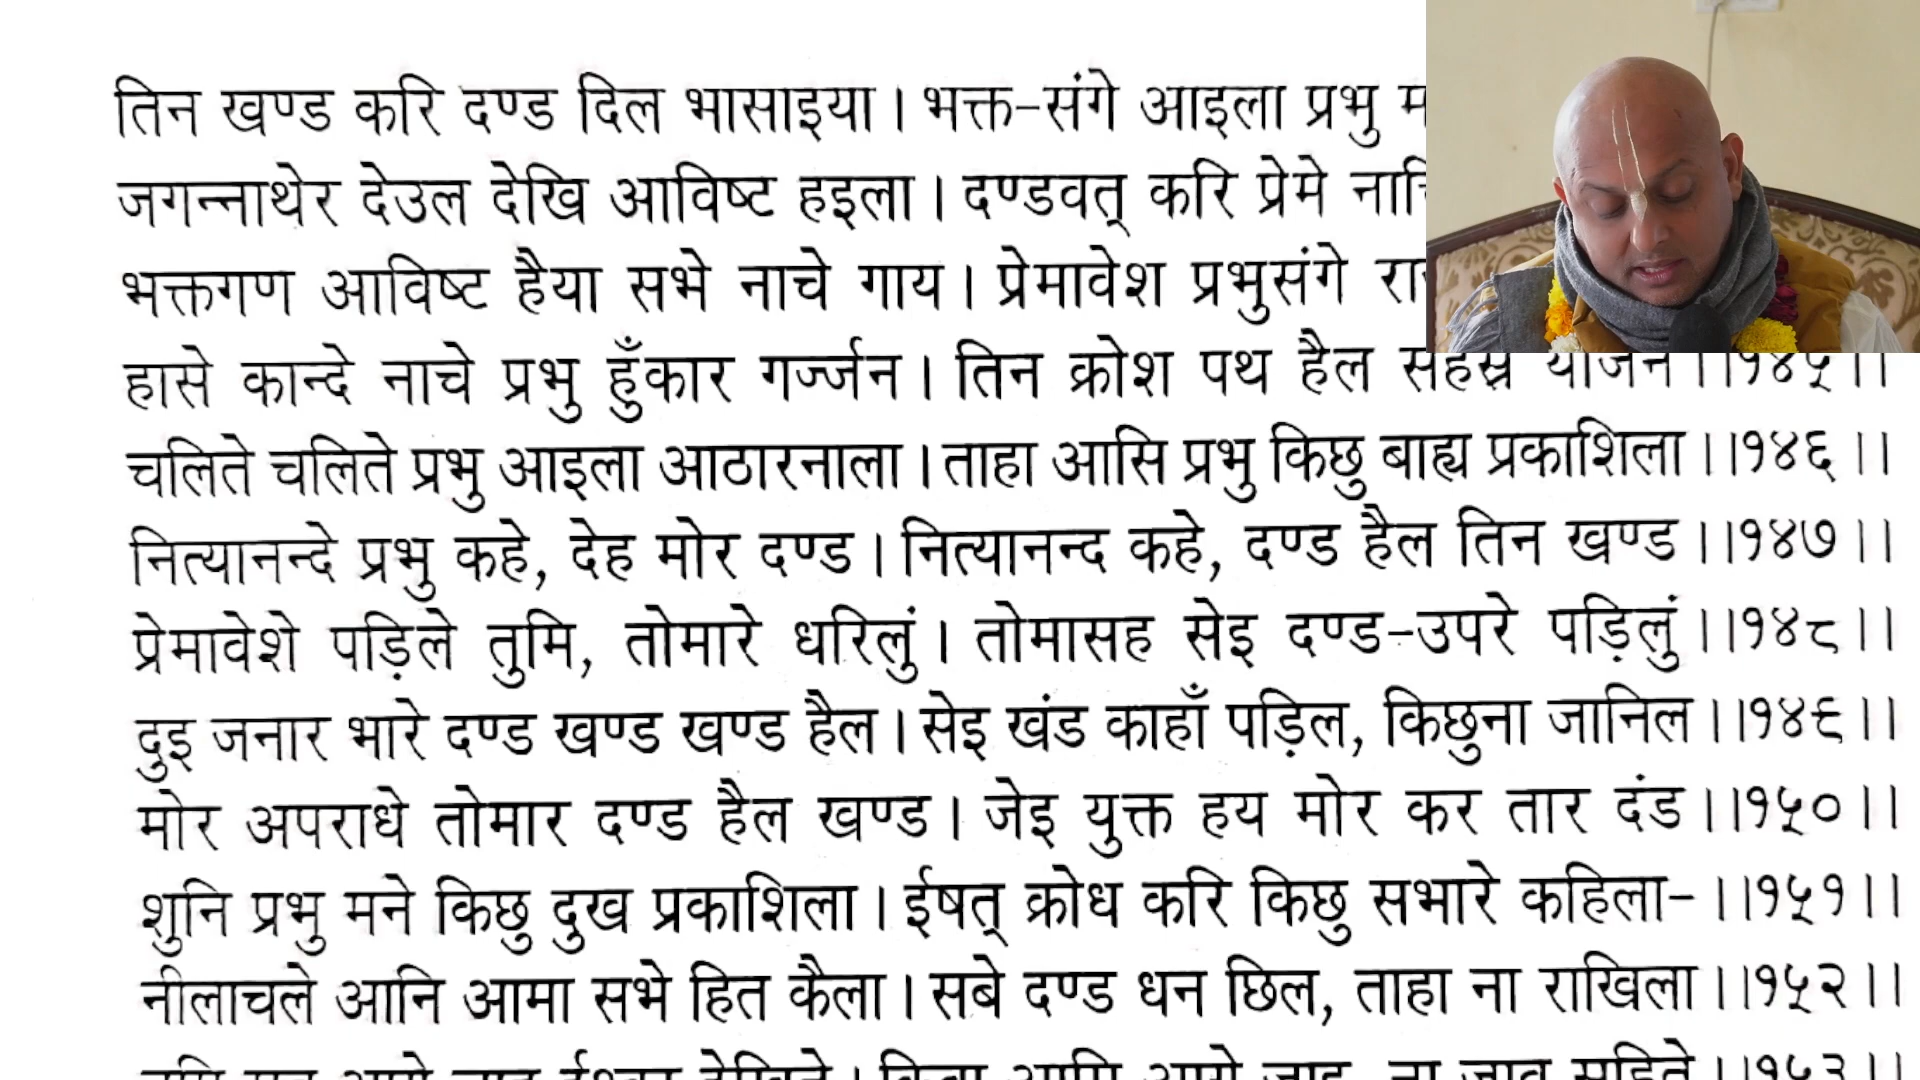 तिन खण्ड करि दण्ड दिल भासाइया। भक्त-संगे आइला प्रभु
जगन्नाथेर देउल देखि आविष्ट हइला। दण्डवत् करि प्रेमे
भक्तगण आविष्ट हैया सभे नाचे गाय। प्रेमावेश प्रभुसंगे
हासे कान्दे नाचे प्रभु हुँकार गर्ज्जन। तिन क्रोश पथ हैल सहस्र योजन।।१४५।।
चलिते चलिते प्रभु आइला आठारनाला। ताहा आसि प्रभु किछु बाह्य प्रकाशिला।।१४६।।
नित्यानन्दे प्रभु कहे, देह मोर दण्ड। नित्यानन्द कहे, दण्ड हैल तिन खण्ड।।१४७।।
प्रेमावेशे पड़िले तुमि, तोमारे धरिलुं। तोमासह सेइ दण्ड-उपरे पड़िलुं।।१४८।।
दुइ जनार भारे दण्ड खण्ड खण्ड हैल। सेइ खंड काहाँ पड़िल, किछुना जानिल।।१४९।।
मोर अपराधे तोमार दण्ड हैल खण्ड। जेइ युक्त हय मोर कर तार दंड।।१५०।।
शुनि प्रभु मने किछु दुख प्रकाशिला। ईषत् क्रोध करि किछु सभारे कहिला-।।१५१।।
नीलाचले आनि आमा सभे हित कैला। सबे दण्ड धन छिल, ताहा ना राखिला।।१५२।।